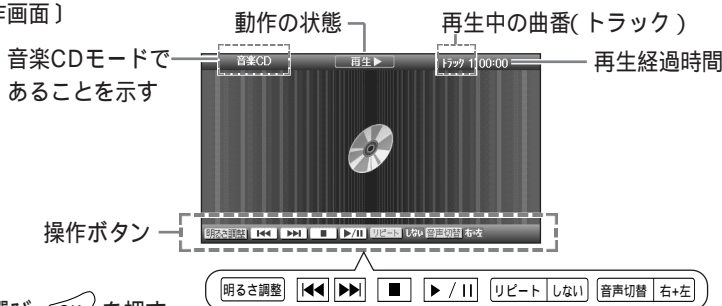 作画面〕
動作の状態
再生中の曲番(トラック)
音楽CDモードで
あることを示す
音楽CD
再生▶
トラック 1 00:00
再生経過時間
操作ボタン
明るさ調整 ⏮ ⏭ ■ ▶/II リピート しない 音声切替 右+左
明るさ調整 ⏮ ⏭ ■ ▶/II リピート しない 音声切替 右+左
を押す